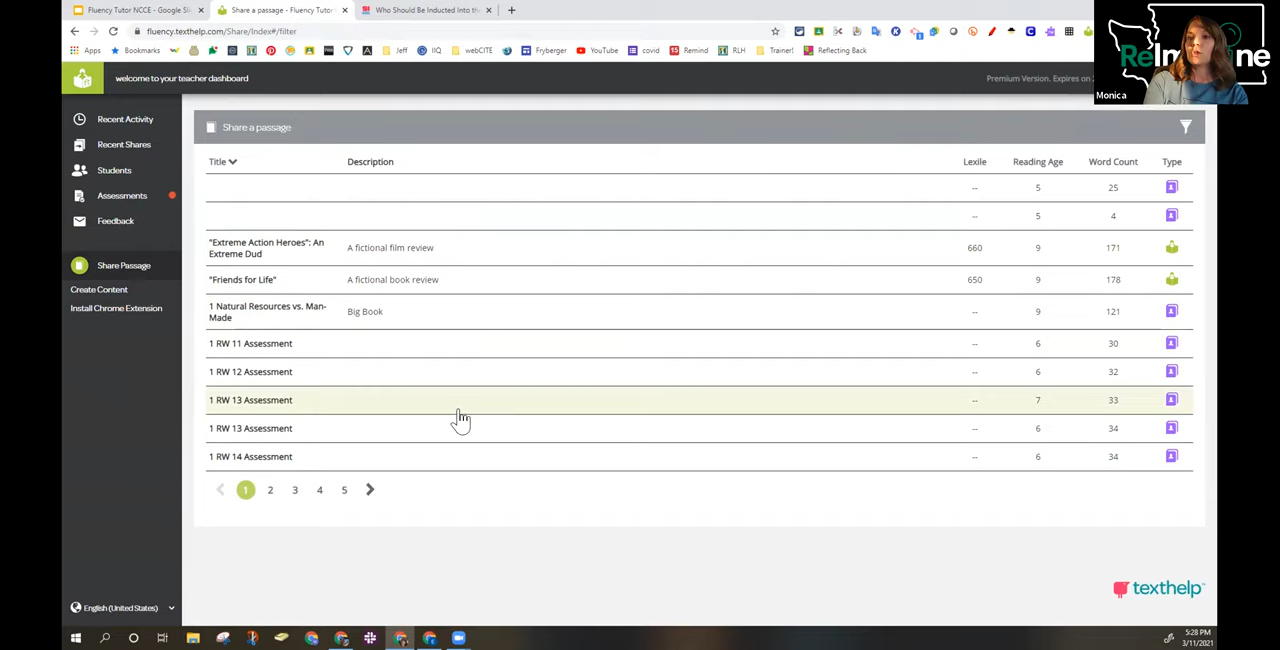 Fluency Tutor NCCE - Google Sli
Share a passage - Fluency Tutor
Who Should Be Inducted Into th
fluency.texthelp.com/Share/Index#/filter
Apps
Bookmarks
Jeff
IIQ
webCITE
Fryberger
YouTube
covid
Remind
RLH
Trainer!
Reflecting Back
Monica
welcome to your teacher dashboard
Premium Version. Expires on
Recent Activity
Recent Shares
Students
Assessments
Feedback
Share Passage
Create Content
Install Chrome Extension
English (United States)
Share a passage
Title Description Lexile Reading Age Word Count Type
-- 5 25
-- 5 4
"Extreme Action Heroes": An
Extreme Dud
A fictional film review 660 9 171
"Friends for Life" A fictional book review 650 9 178
1 Natural Resources vs. Man-
Made
Big Book -- 9 121
1 RW 11 Assessment -- 6 30
1 RW 12 Assessment -- 6 32
1 RW 13 Assessment -- 7 33
1 RW 13 Assessment -- 6 34
1 RW 14 Assessment -- 6 34
1 2 3 4 5
texthelp
5:28 PM
3/11/2021